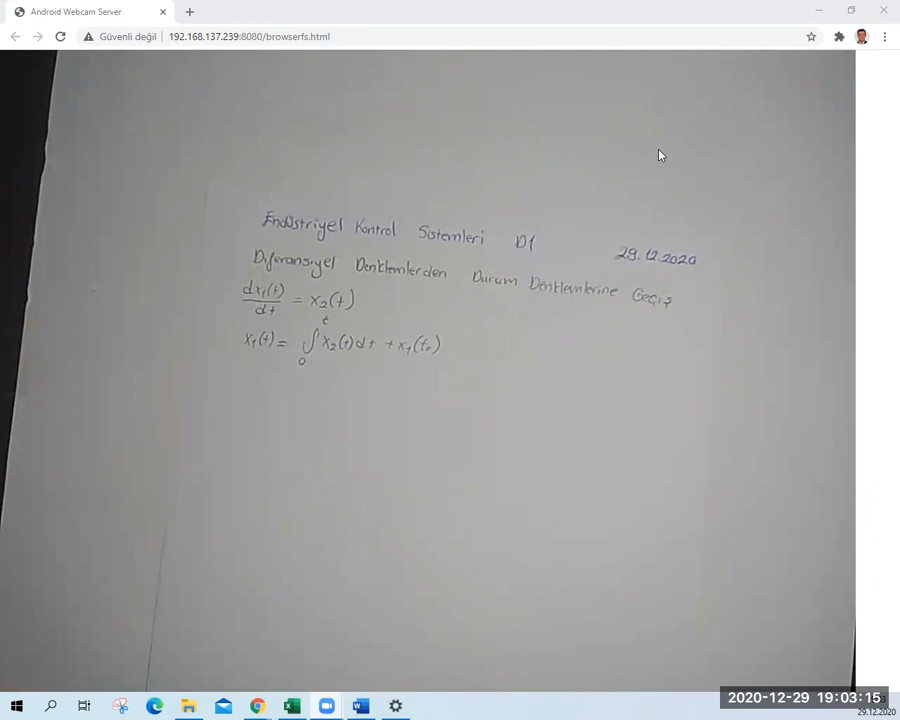 Android Webcam Server
Güvenli değil
192.168.137.239:8080/browserfs.html
Endüstriyel Kontrol Sistemleri D1 29.12.2020
Diferansiyel Denklemlerden Durum Denklemlerine Geçiş
dx₁(t)/dt = x₂(t)
x₁(t) = ∫₀ᵗ x₂(t)dt + x₁(t₀)
2020-12-29 19:03:15
29.12.2020